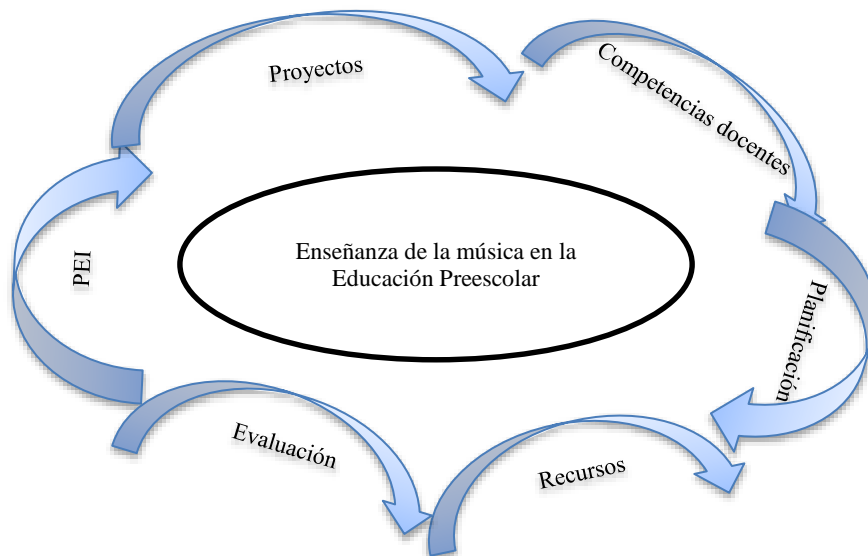 Proyectos
Competencias docentes
PEI
Enseñanza de la música en la
Educación Preescolar
Planificación
Evaluación
Recursos